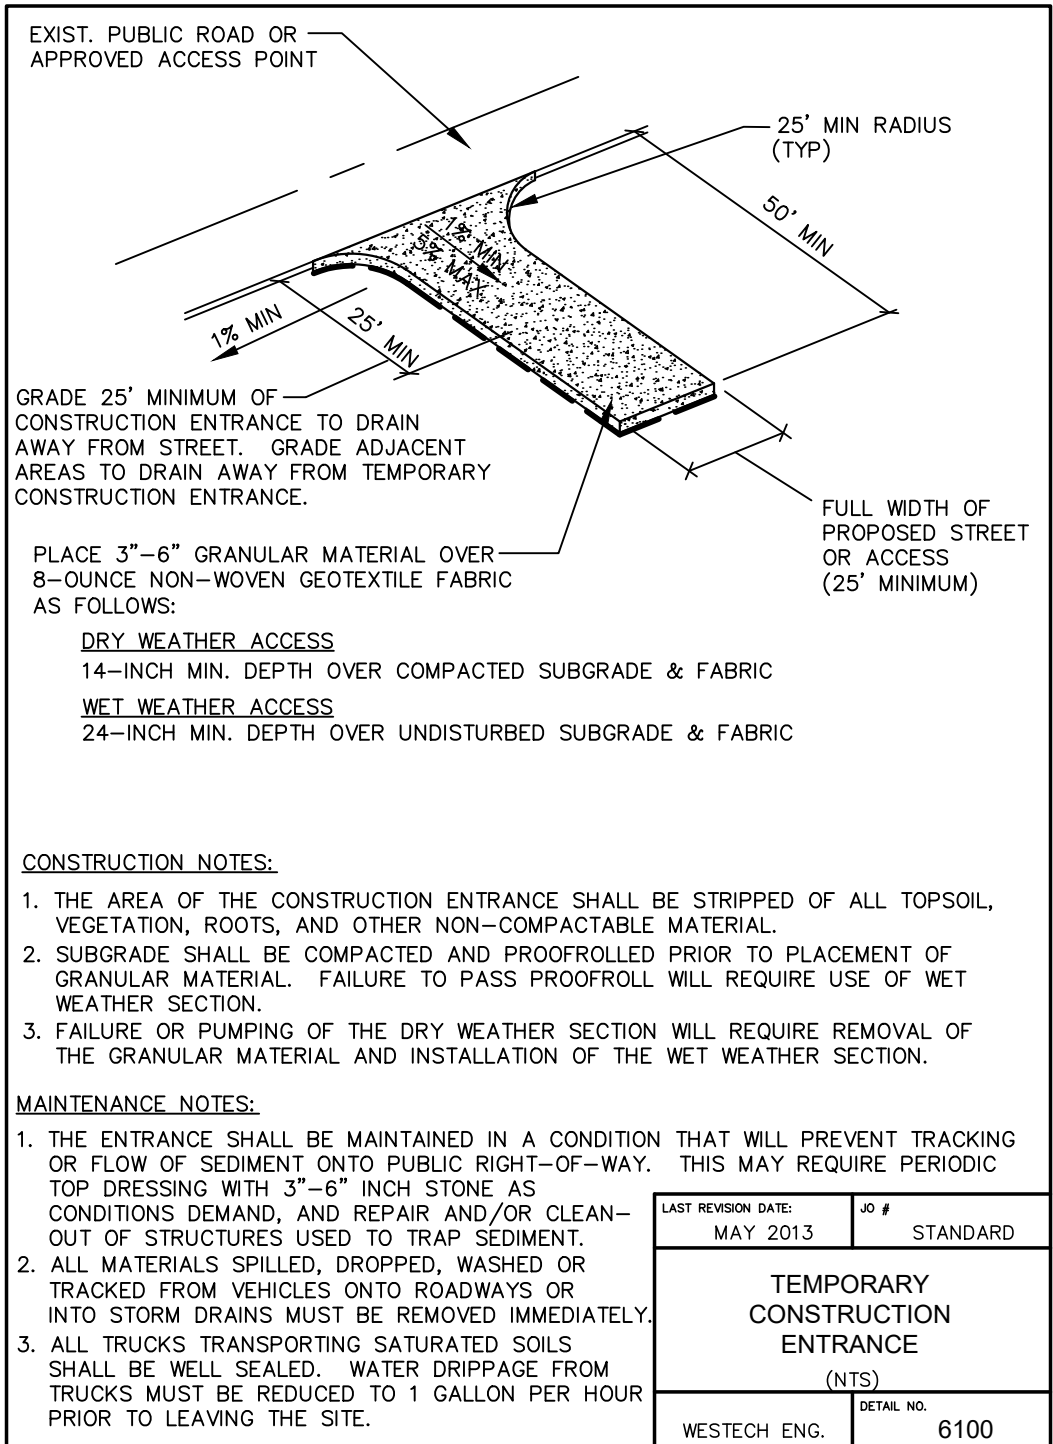 EXIST. PUBLIC ROAD OR
APPROVED ACCESS POINT
25' MIN RADIUS
(TYP)
50' MIN
1% MIN
5% MAX
1% MIN
25' MIN
GRADE 25' MINIMUM OF
CONSTRUCTION ENTRANCE TO DRAIN
AWAY FROM STREET. GRADE ADJACENT
AREAS TO DRAIN AWAY FROM TEMPORARY
CONSTRUCTION ENTRANCE.
FULL WIDTH OF
PROPOSED STREET
OR ACCESS
(25' MINIMUM)
PLACE 3"-6" GRANULAR MATERIAL OVER
8-OUNCE NON-WOVEN GEOTEXTILE FABRIC
AS FOLLOWS:
DRY WEATHER ACCESS
14-INCH MIN. DEPTH OVER COMPACTED SUBGRADE & FABRIC
WET WEATHER ACCESS
24-INCH MIN. DEPTH OVER UNDISTURBED SUBGRADE & FABRIC
CONSTRUCTION NOTES:
1. THE AREA OF THE CONSTRUCTION ENTRANCE SHALL BE STRIPPED OF ALL TOPSOIL,
VEGETATION, ROOTS, AND OTHER NON-COMPACTABLE MATERIAL.
2. SUBGRADE SHALL BE COMPACTED AND PROOFROLLED PRIOR TO PLACEMENT OF
GRANULAR MATERIAL. FAILURE TO PASS PROOFROLL WILL REQUIRE USE OF WET
WEATHER SECTION.
3. FAILURE OR PUMPING OF THE DRY WEATHER SECTION WILL REQUIRE REMOVAL OF
THE GRANULAR MATERIAL AND INSTALLATION OF THE WET WEATHER SECTION.
MAINTENANCE NOTES:
1. THE ENTRANCE SHALL BE MAINTAINED IN A CONDITION THAT WILL PREVENT TRACKING
OR FLOW OF SEDIMENT ONTO PUBLIC RIGHT-OF-WAY. THIS MAY REQUIRE PERIODIC
TOP DRESSING WITH 3"-6" INCH STONE AS
CONDITIONS DEMAND, AND REPAIR AND/OR CLEAN-
OUT OF STRUCTURES USED TO TRAP SEDIMENT.
2. ALL MATERIALS SPILLED, DROPPED, WASHED OR
TRACKED FROM VEHICLES ONTO ROADWAYS OR
INTO STORM DRAINS MUST BE REMOVED IMMEDIATELY.
3. ALL TRUCKS TRANSPORTING SATURATED SOILS
SHALL BE WELL SEALED. WATER DRIPPAGE FROM
TRUCKS MUST BE REDUCED TO 1 GALLON PER HOUR
PRIOR TO LEAVING THE SITE.
LAST REVISION DATE:
MAY 2013
JO #
STANDARD
TEMPORARY
CONSTRUCTION
ENTRANCE
(NTS)
WESTECH ENG.
DETAIL NO.
6100